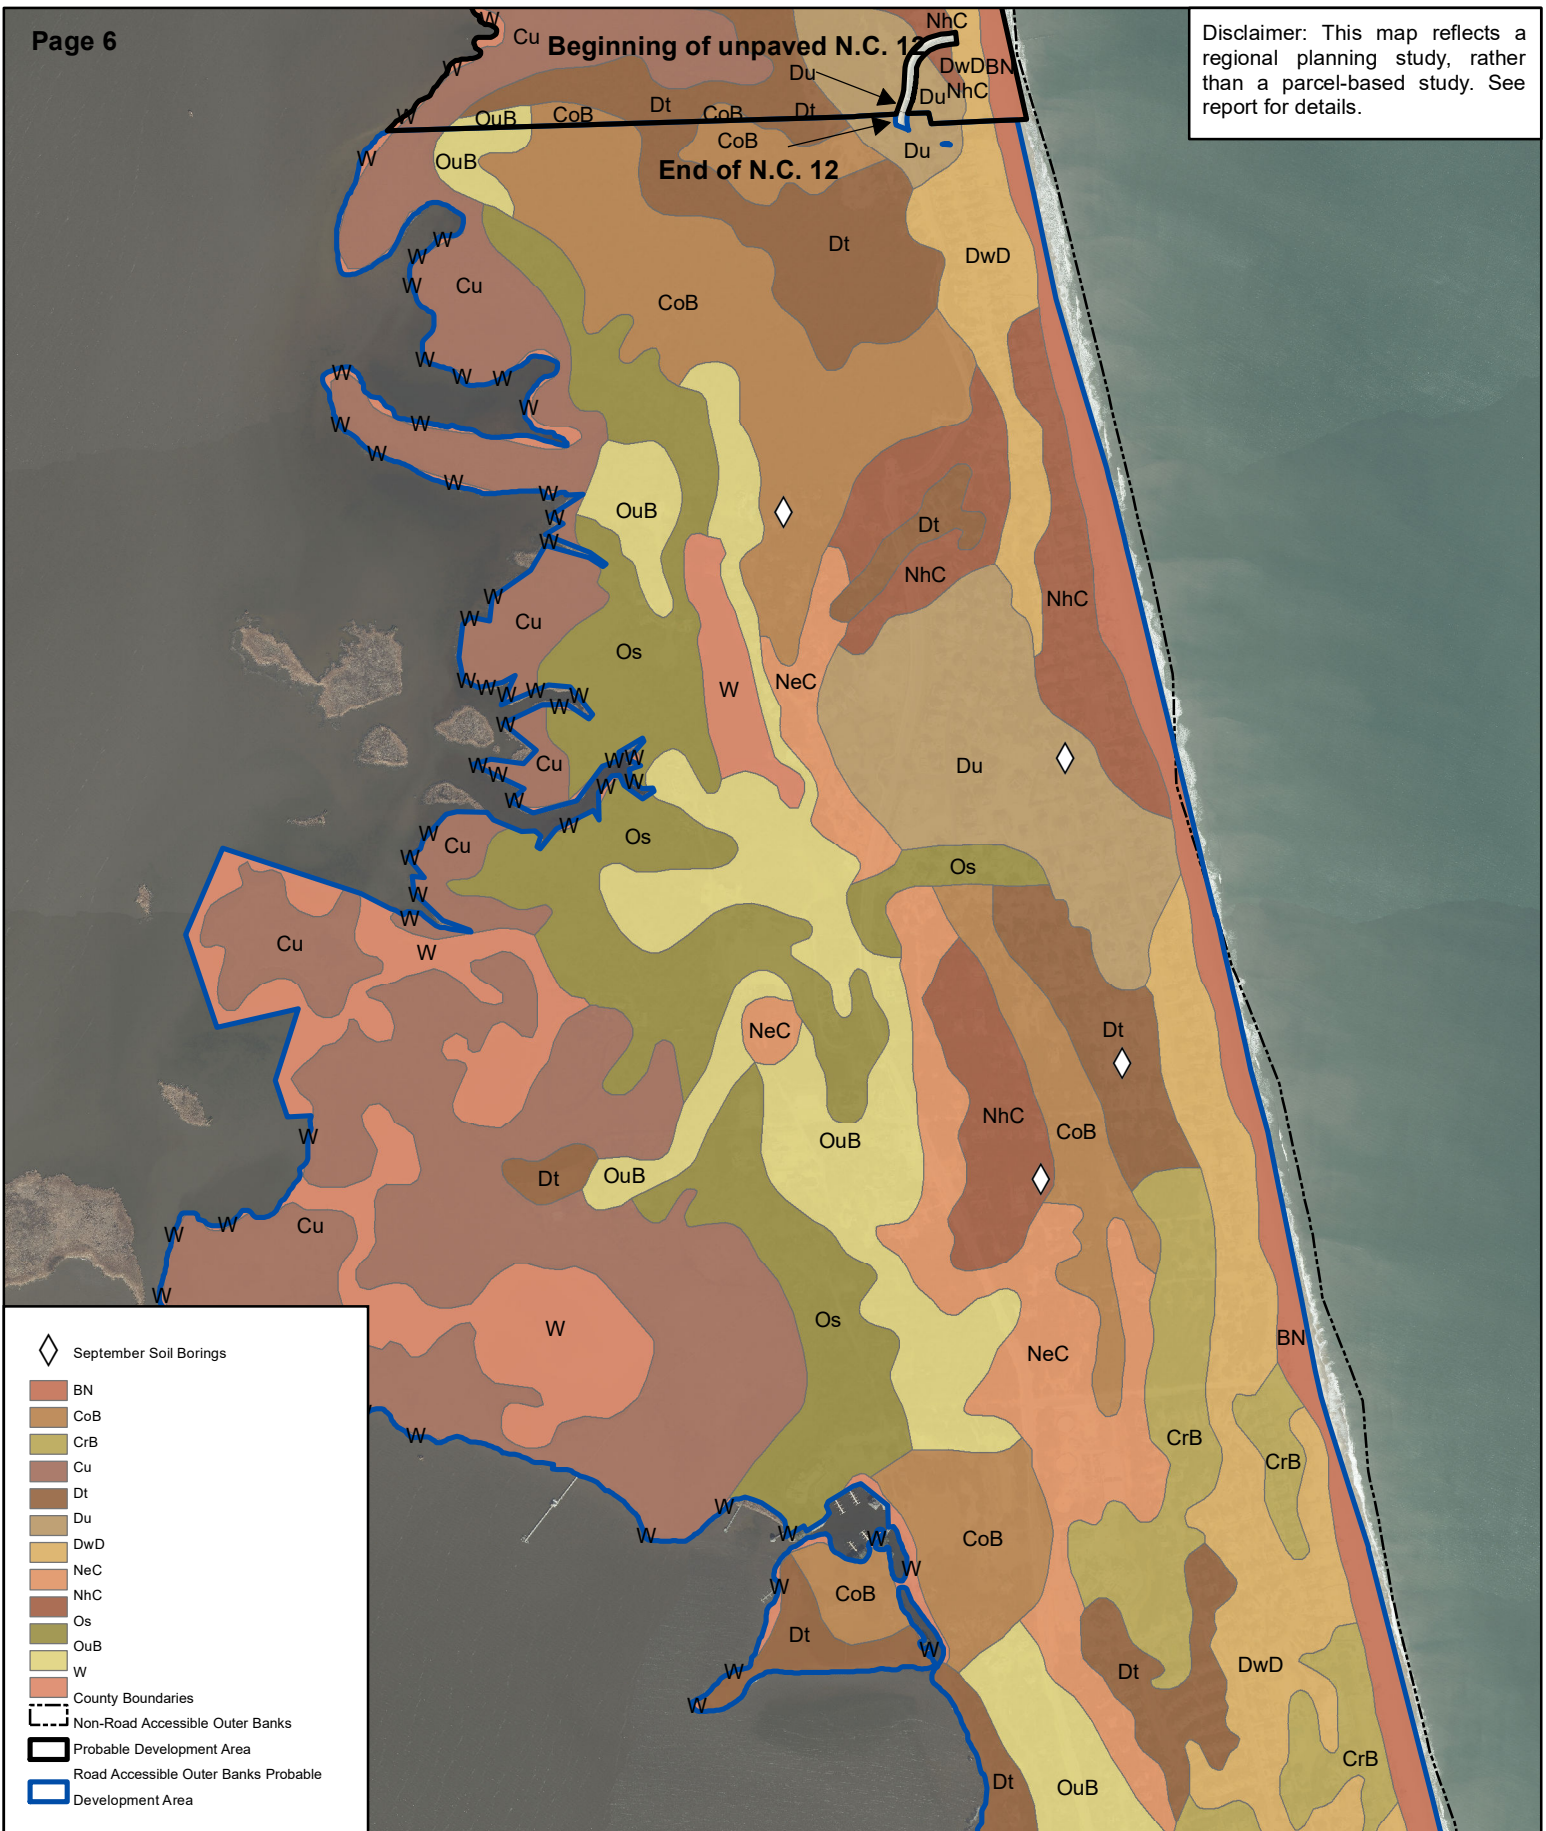 Page 6
Disclaimer: This map reflects a
regional planning study, rather
than a parcel-based study. See
report for details.
W
Cu
NhC
Beginning of unpaved N.C. 12
W
Du
DwD
BN
Du
NhC
W
OuB
CoB
Dt
CoB
Dt
CoB
Du
W
OuB
End of N.C. 12
W
W
Dt
DwD
W
Cu
CoB
W
W
W
W
W
W
W
W
W
W
OuB
W
W
Dt
NhC
W
W
Cu
NhC
Os
W
W
W
W
W
W
W
NeC
W
W
Cu
W
W
W
W
W
W
Du
W
W
W
Cu
Os
W
Os
W
W
Cu
W
NeC
Dt
W
NhC
CoB
OuB
Dt
OuB
W
W
Cu
W
Os
W
NeC
BN
W
CrB
CrB
W
W
W
W
CoB
W
W
CoB
Dt
W
W
W
Dt
DwD
CrB
Dt
OuB
September Soil Borings
BN
CoB
CrB
Cu
Dt
Du
DwD
NeC
NhC
Os
OuB
W
County Boundaries
Non-Road Accessible Outer Banks
Probable Development Area
Road Accessible Outer Banks Probable
Development Area